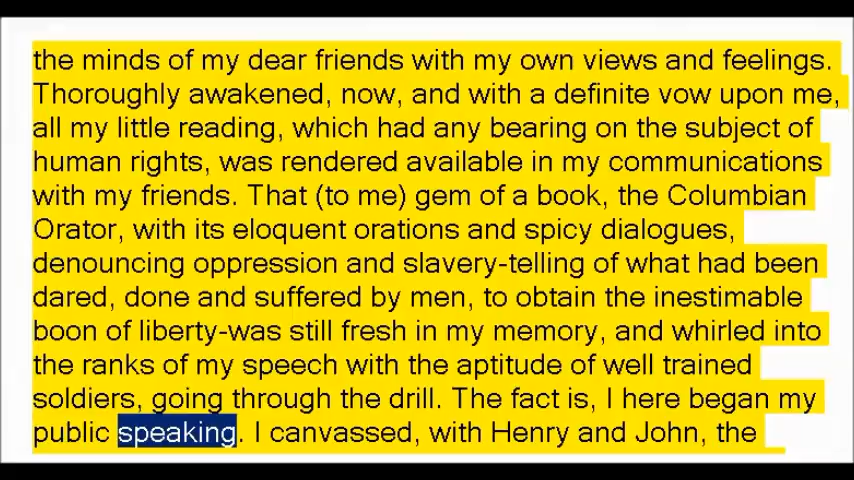 the minds of my dear friends with my own views and feelings.
Thoroughly awakened, now, and with a definite vow upon me,
all my little reading, which had any bearing on the subject of
human rights, was rendered available in my communications
with my friends. That (to me) gem of a book, the Columbian
Orator, with its eloquent orations and spicy dialogues,
denouncing oppression and slavery-telling of what had been
dared, done and suffered by men, to obtain the inestimable
boon of liberty-was still fresh in my memory, and whirled into
the ranks of my speech with the aptitude of well trained
soldiers, going through the drill. The fact is, I here began my
public speaking. I canvassed, with Henry and John, the